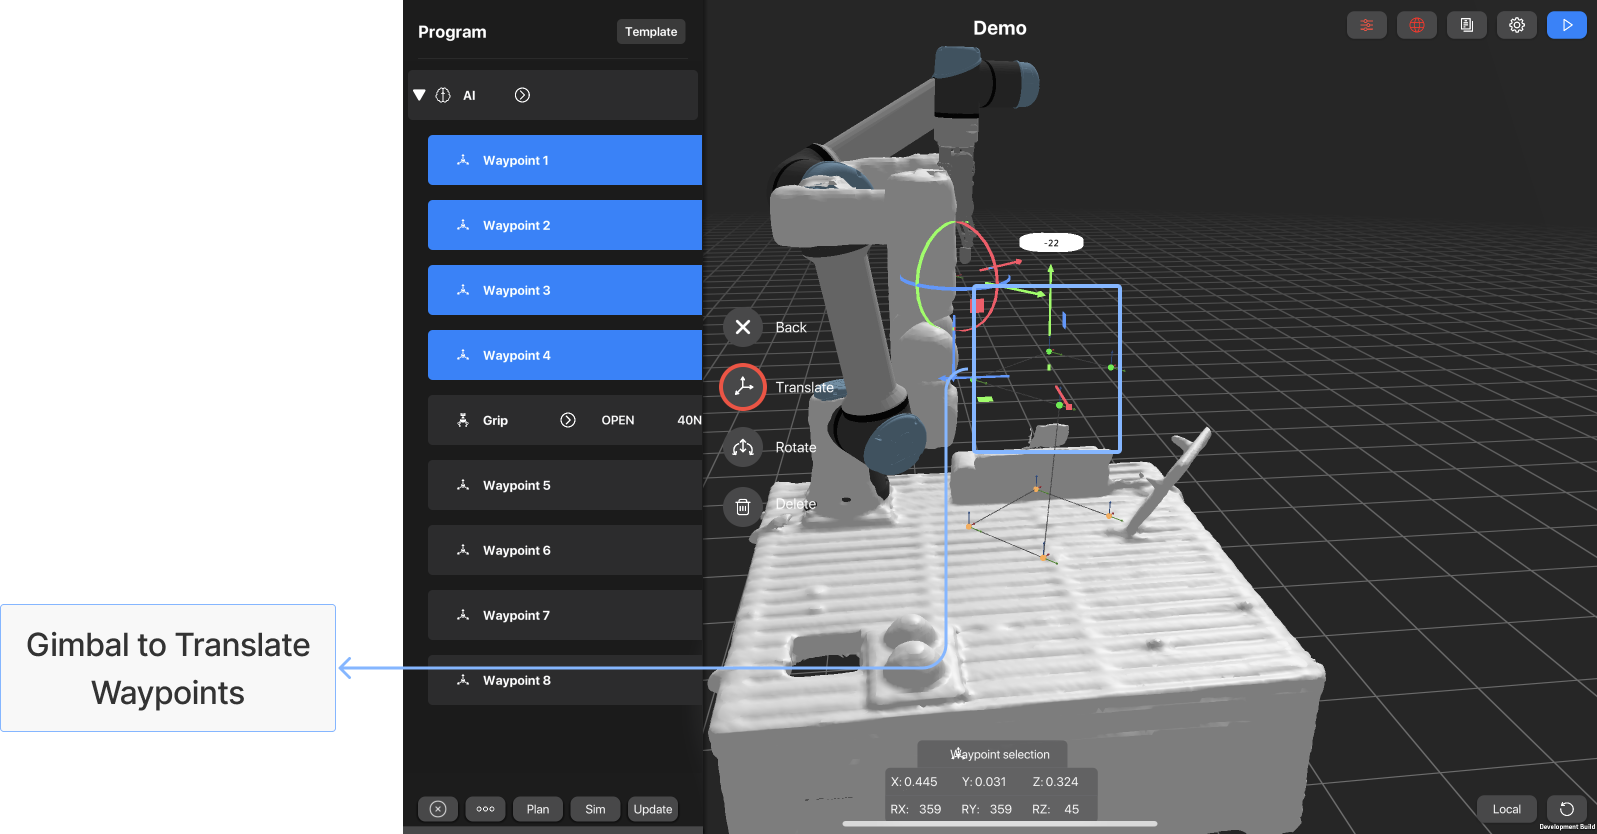 Program
Template
Demo
AI
Waypoint 1
Waypoint 2
Waypoint 3
Waypoint 4
Grip
OPEN
40N
Waypoint 5
Waypoint 6
Waypoint 7
Waypoint 8
-22
Back
Translate
Rotate
Delete
Gimbal to Translate
Waypoints
Waypoint selection
X: 0.445 Y: 0.031 Z: 0.324
RX: 359 RY: 359 RZ: 45
Plan
Sim
Update
Local
Development Build